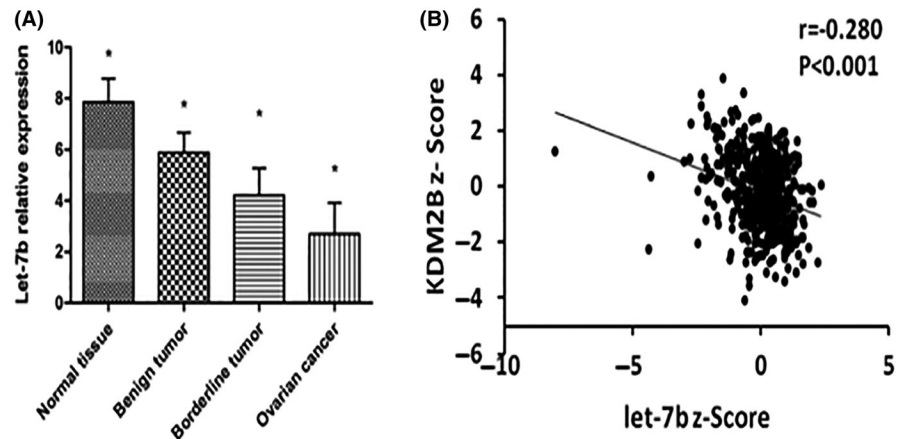 (A)
Let-7b relative expression
10
8
6
4
2
0
*
*
*
*
Normal tissue
Benign tumor
Borderline tumor
Ovarian cancer
(B)
KDM2B z- Score
6
4
2
0
−2
−4
−6
r=-0.280
P<0.001
−10
−5
0
5
let-7b z-Score